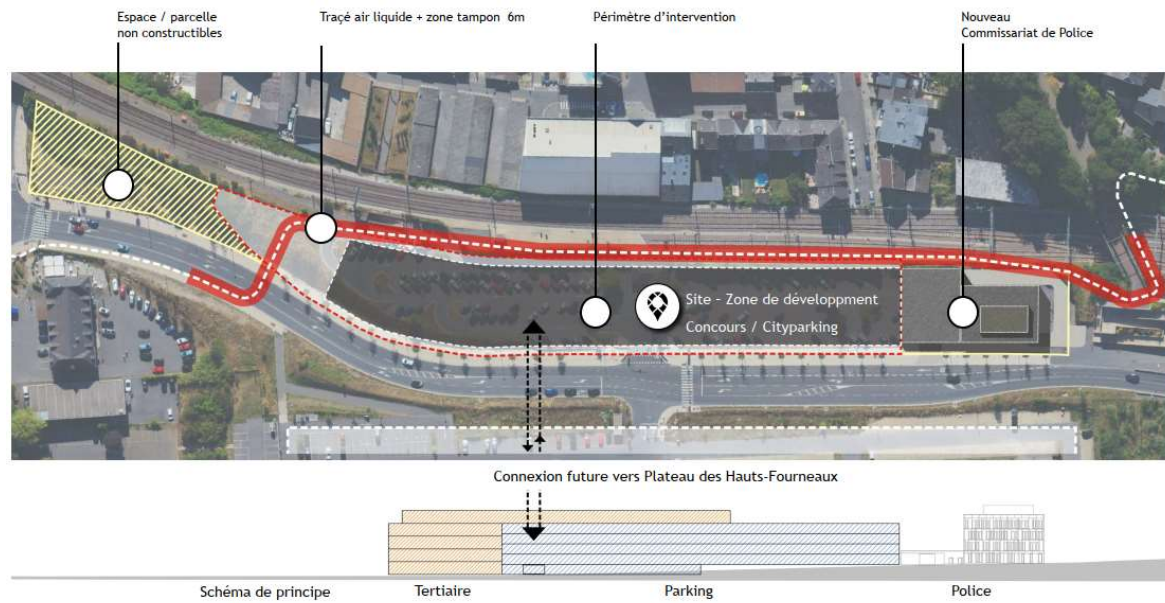 Espace / parcelle
non constructibles
Traçé air liquide + zone tampon 6m
Périmètre d'intervention
Nouveau
Commissariat de Police
Site - Zone de développment
Concours / Cityparking
Connexion future vers Plateau des Hauts-Fourneaux
Schéma de principe
Tertiaire
Parking
Police